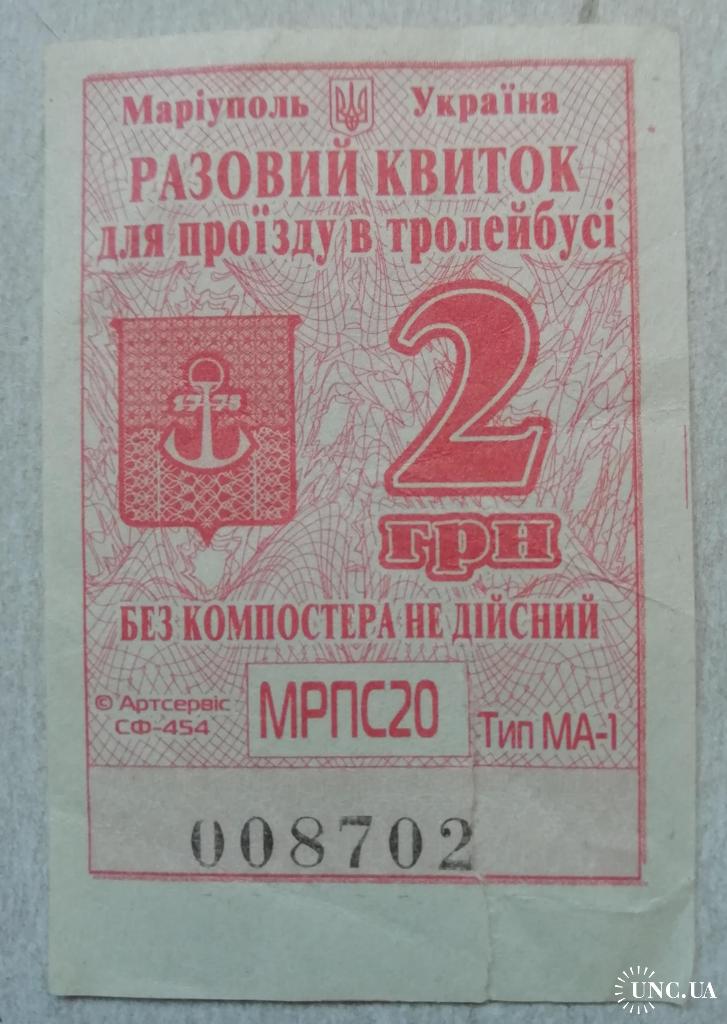 Маріуполь Україна
РАЗОВИЙ КВИТОК
для проїзду в тролейбусі
1778
2
грн
БЕЗ КОМПОСТЕРА НЕ ДІЙСНИЙ
© Артсервіс
СФ-454
МРПС20
Тип МА-1
008702
UNC.UA